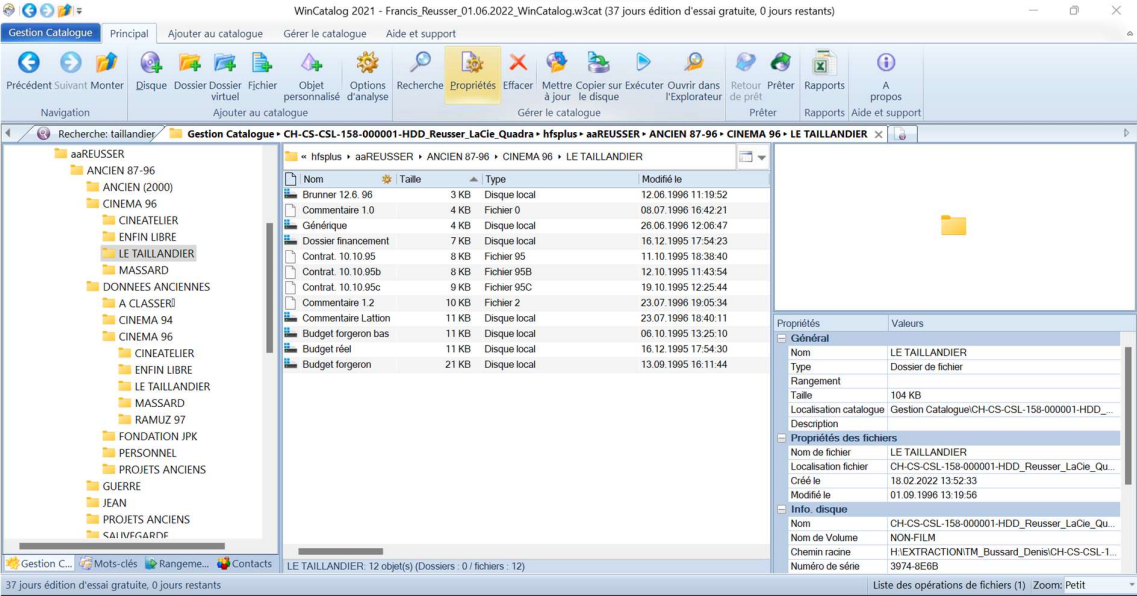 WinCatalog 2021 - Francis_Reusser_01.06.2022_WinCatalog.w3cat (37 jours édition d'essai gratuite, 0 jours restants)
Gestion Catalogue Principal Ajouter au catalogue Gérer le catalogue Aide et support
Précédent Suivant Monter Disque Dossier Dossier virtuel Fichier Objet personnalisé Options d'analyse Recherche Propriétés Effacer Mettre à jour Copier sur le disque Exécuter Ouvrir dans l'Explorateur Retour de prêt Prêter Rapports A propos
Navigation Ajouter au catalogue Gérer le catalogue Prêter Rapports Aide et support
Recherche: taillandier Gestion Catalogue CH-CS-CSL-158-000001-HDD_Reusser_LaCie_Quadra hfsplus aaREUSSER ANCIEN 87-96 CINEMA 96 LE TAILLANDIER
aaREUSSER
ANCIEN 87-96
ANCIEN (2000)
CINEMA 96
CINEATELIER
ENFIN LIBRE
LE TAILLANDIER
MASSARD
DONNEES ANCIENNES
A CLASSER
CINEMA 94
CINEMA 96
CINEATELIER
ENFIN LIBRE
LE TAILLANDIER
MASSARD
RAMUZ 97
FONDATION JPK
PERSONNEL
PROJETS ANCIENS
GUERRE
JEAN
PROJETS ANCIENS
SAUVEGARDE
Gestion C... Mots-clés Rangeme... Contacts
« hfsplus aaREUSSER ANCIEN 87-96 CINEMA 96 LE TAILLANDIER
Nom Taille Type Modifié le
Brunner 12.6. 96 3 KB Disque local 12.06.1996 11:19:52
Commentaire 1.0 4 KB Fichier 0 08.07.1996 16:42:21
Générique 4 KB Disque local 26.06.1996 12:06:47
Dossier financement 7 KB Disque local 16.12.1995 17:54:23
Contrat. 10.10.95 8 KB Fichier 95 11.10.1995 18:38:40
Contrat. 10.10.95b 8 KB Fichier 95B 12.10.1995 11:43:54
Contrat. 10.10.95c 9 KB Fichier 95C 19.10.1995 12:25:44
Commentaire 1.2 10 KB Fichier 2 23.07.1996 19:05:34
Commentaire Lattion 11 KB Disque local 23.07.1996 18:40:11
Budget forgeron bas 11 KB Disque local 06.10.1995 13:25:10
Budget réel 11 KB Disque local 16.12.1995 17:54:30
Budget forgeron 21 KB Disque local 13.09.1995 16:11:44
LE TAILLANDIER: 12 objet(s) (Dossiers : 0 / fichiers : 12)
Propriétés Valeurs
Général
Nom LE TAILLANDIER
Type Dossier de fichier
Rangement
Taille 104 KB
Localisation catalogue Gestion Catalogue\CH-CS-CSL-158-000001-HDD_...
Description
Propriétés des fichiers
Nom de fichier LE TAILLANDIER
Localisation fichier CH-CS-CSL-158-000001-HDD_Reusser_LaCie_Qu...
Créé le 18.02.2022 13:52:33
Modifié le 01.09.1996 13:19:56
Info. disque
Nom CH-CS-CSL-158-000001-HDD_Reusser_LaCie_Qu...
Nom de Volume NON-FILM
Chemin racine H:\EXTRACTION\TM_Bussard_Denis\CH-CS-CSL-1...
Numéro de série 3974-8E6B
37 jours édition d'essai gratuite, 0 jours restants Liste des opérations de fichiers (1) Zoom: Petit